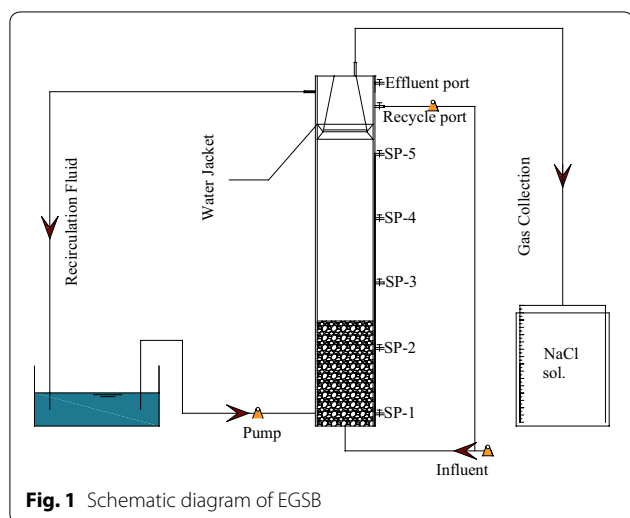 Effluent port
Recycle port
SP-5
SP-4
SP-3
SP-2
SP-1
Water Jacket
Recirculation Fluid
Gas Collection
NaCl
sol.
Pump
Influent
Fig. 1 Schematic diagram of EGSB